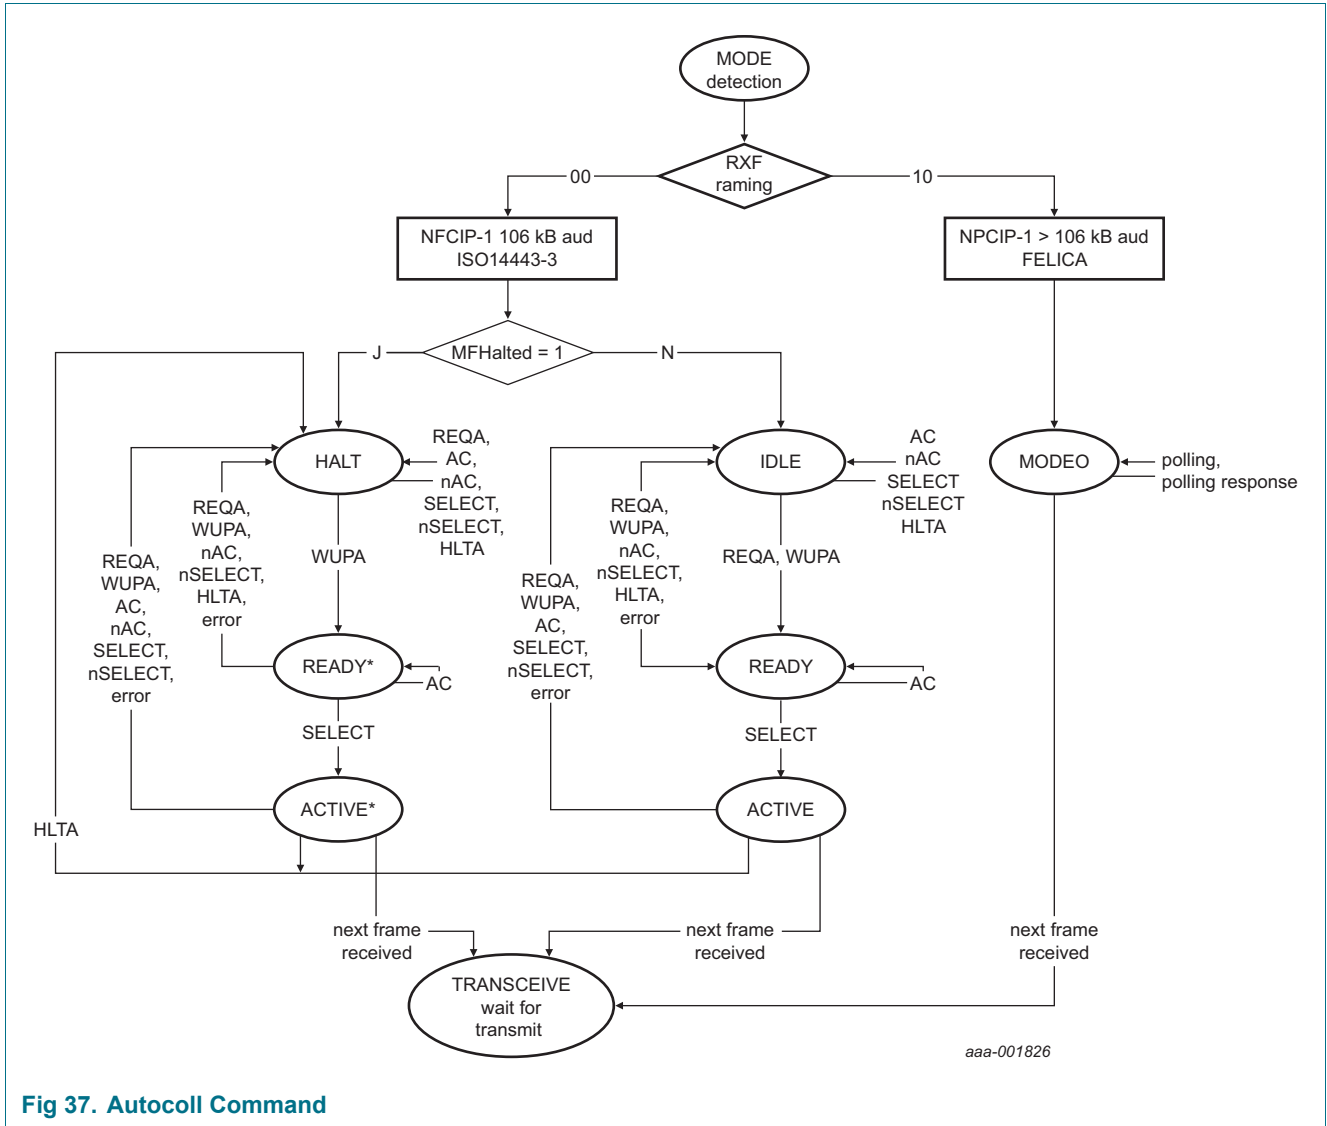 MODE
detection
RXF
raming
00
10
NFCIP-1 106 kB aud
ISO14443-3
NPCIP-1 > 106 kB aud
FELICA
MFHalted = 1
J
N
HALT
REQA,
AC,
nAC,
SELECT,
nSELECT,
HLTA
IDLE
AC
nAC
SELECT
nSELECT
HLTA
MODEO
polling,
polling response
REQA,
WUPA,
AC,
nAC,
SELECT,
nSELECT,
error
REQA,
WUPA,
nAC,
nSELECT,
HLTA,
error
WUPA
REQA,
WUPA,
AC,
SELECT,
nSELECT,
error
REQA,
WUPA,
nAC,
nSELECT,
HLTA,
error
REQA, WUPA
READY*
AC
READY
AC
SELECT
SELECT
ACTIVE*
ACTIVE
HLTA
next frame
received
next frame
received
next frame
received
TRANSCEIVE
wait for
transmit
aaa-001826
Fig 37. Autocoll Command